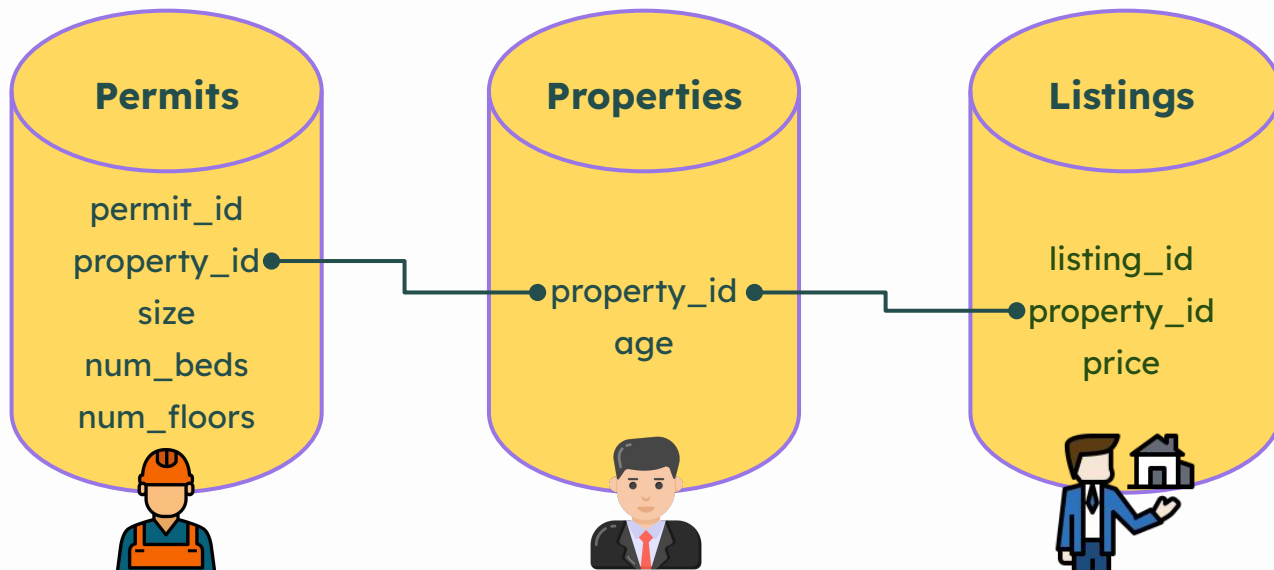 Permits
permit_id
property_id
size
num_beds
num_floors
Properties
property_id
age
Listings
listing_id
property_id
price